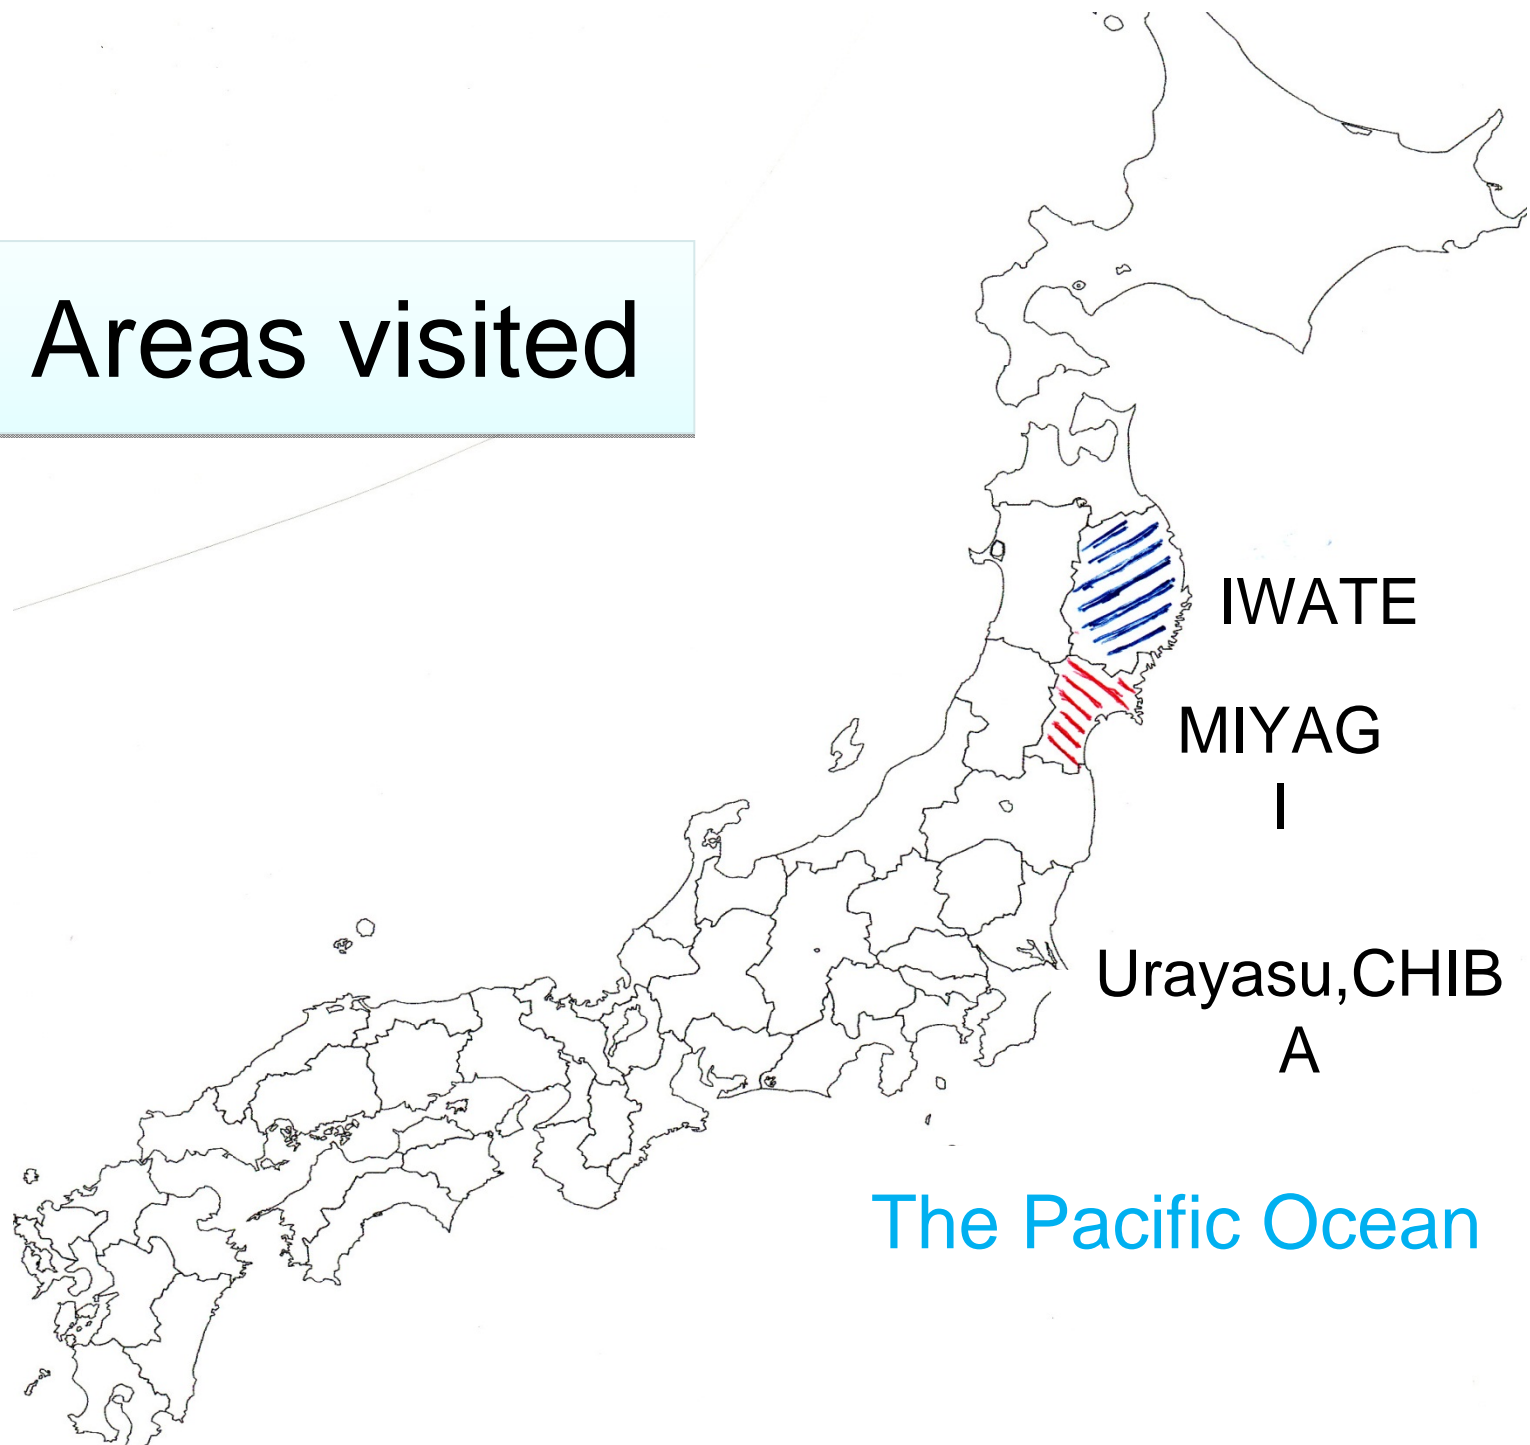 Areas visited
IWATE
MIYAG
I
Urayasu,CHIB
A
The Pacific Ocean